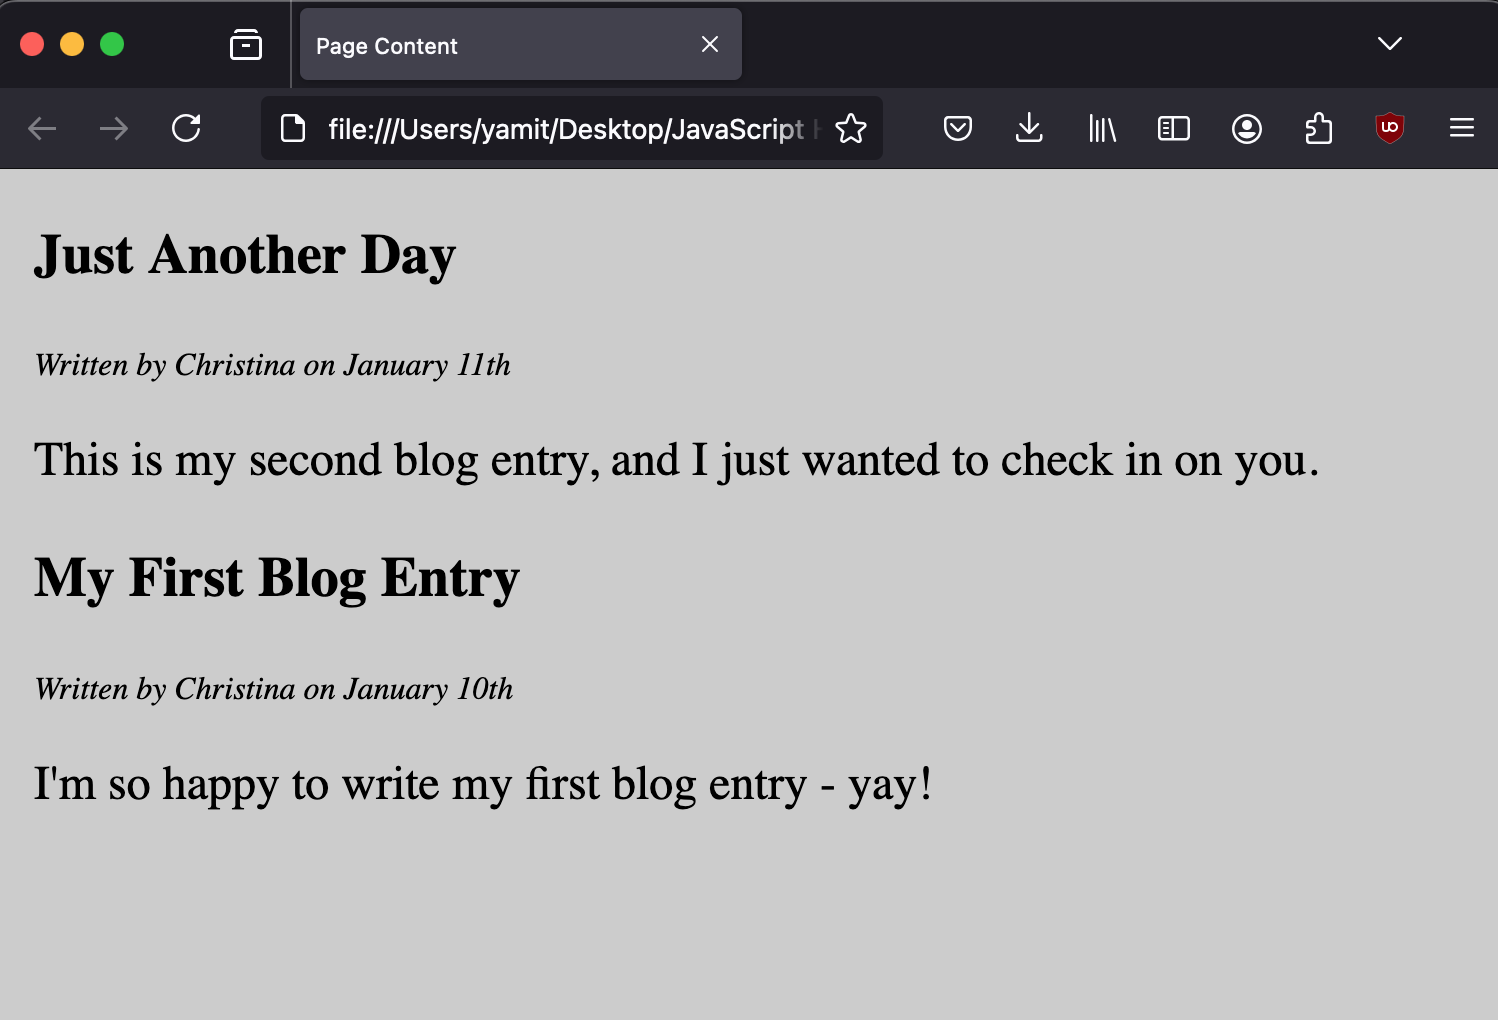 Page Content
file:///Users/yamit/Desktop/JavaScript
Just Another Day
Written by Christina on January 11th
This is my second blog entry, and I just wanted to check in on you.
My First Blog Entry
Written by Christina on January 10th
I'm so happy to write my first blog entry - yay!